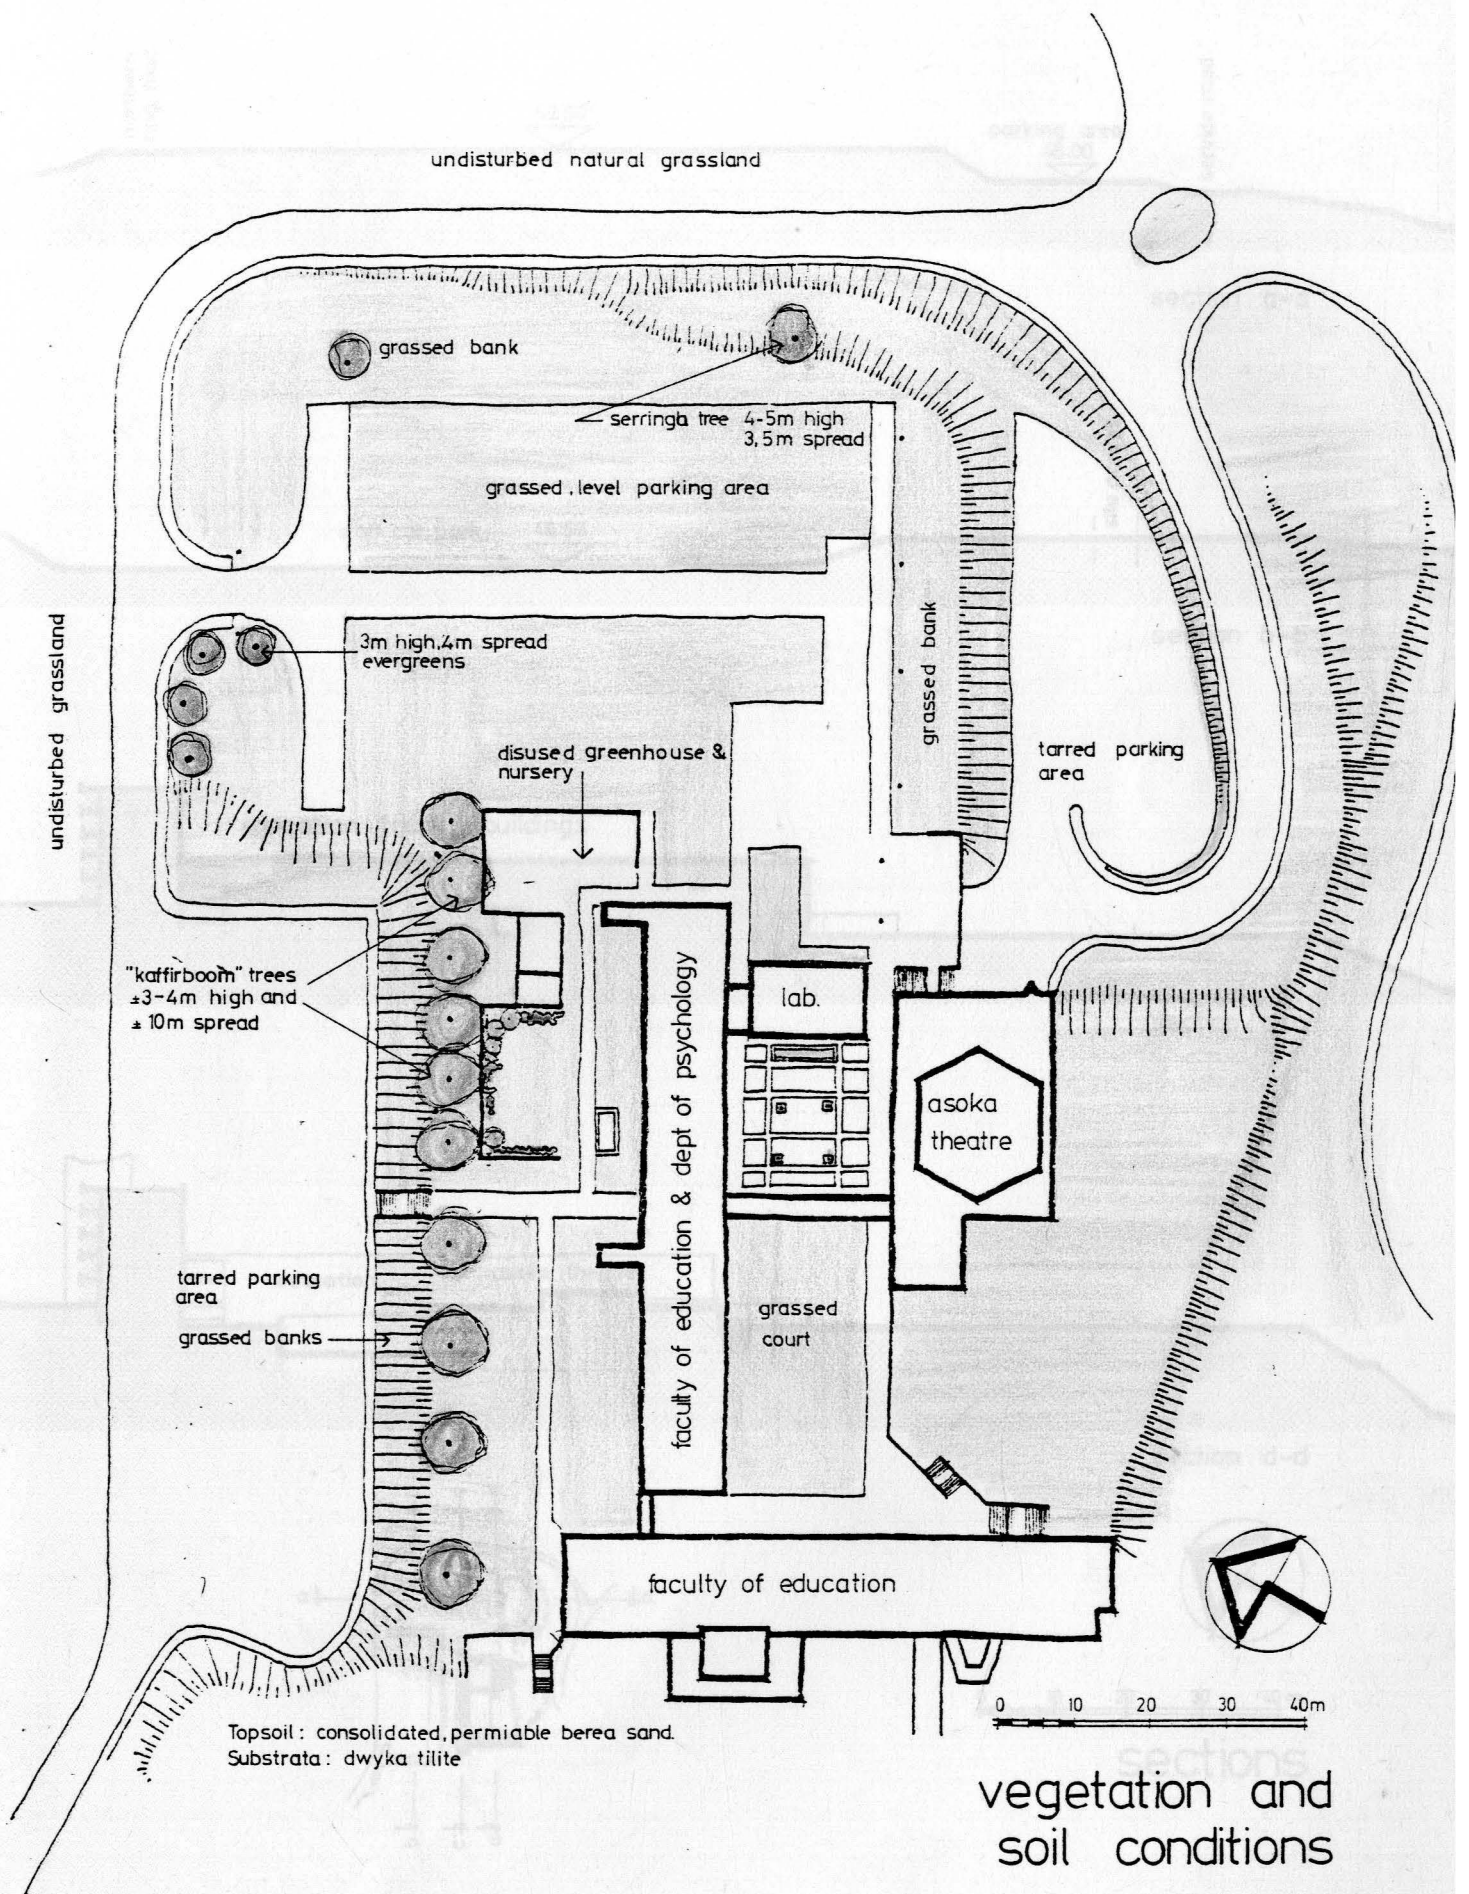 undisturbed natural grassland
grassed bank
serringa tree 4-5m high
3,5m spread
grassed, level parking area
undisturbed grassland
3m high, 4m spread
evergreens
grassed bank
disused greenhouse &
nursery
tarred parking
area
"kaffirboom" trees
±3-4m high and
± 10m spread
faculty of education & dept of psychology
lab.
asoka
theatre
tarred parking
area
grassed banks
grassed
court
faculty of education
0 10 20 30 40m
Topsoil: consolidated, permiable berea sand.
Substrata: dwyka tilite
sections
vegetation and
soil conditions